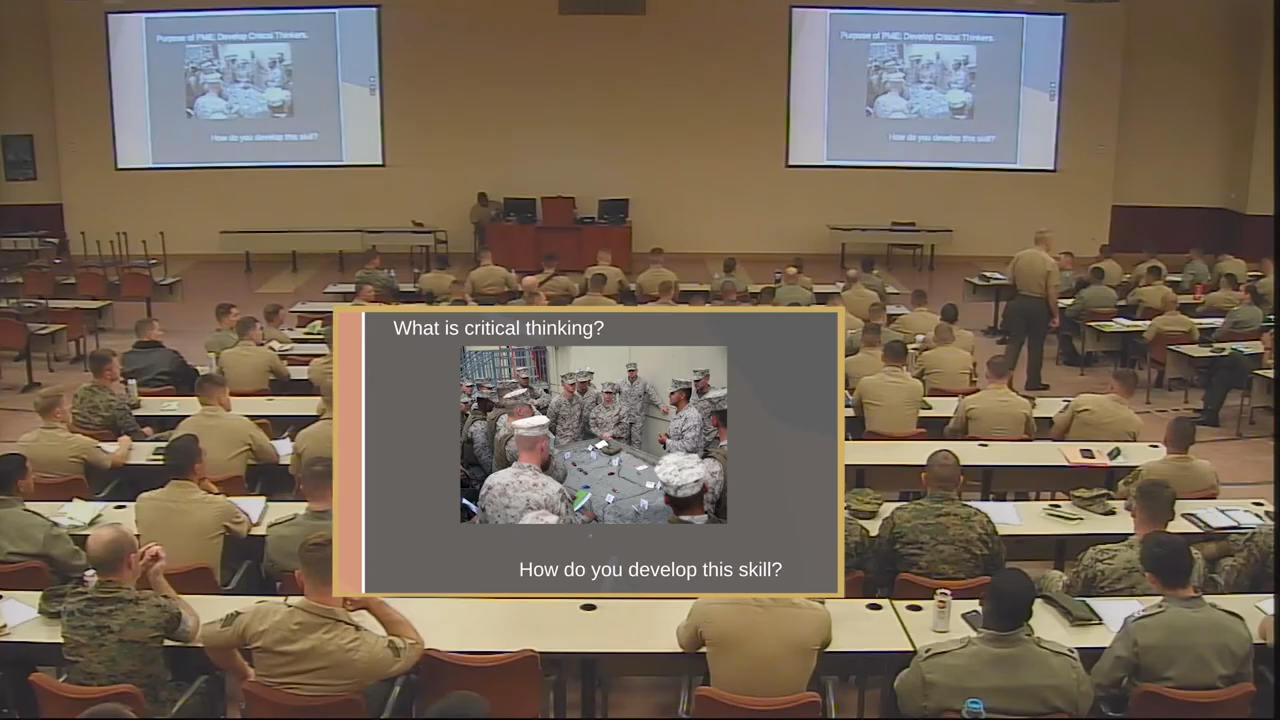 Purpose of PME: Develop Critical Thinkers.
How do you develop this skill?
Purpose of PME: Develop Critical Thinkers.
How do you develop this skill?
What is critical thinking?
How do you develop this skill?